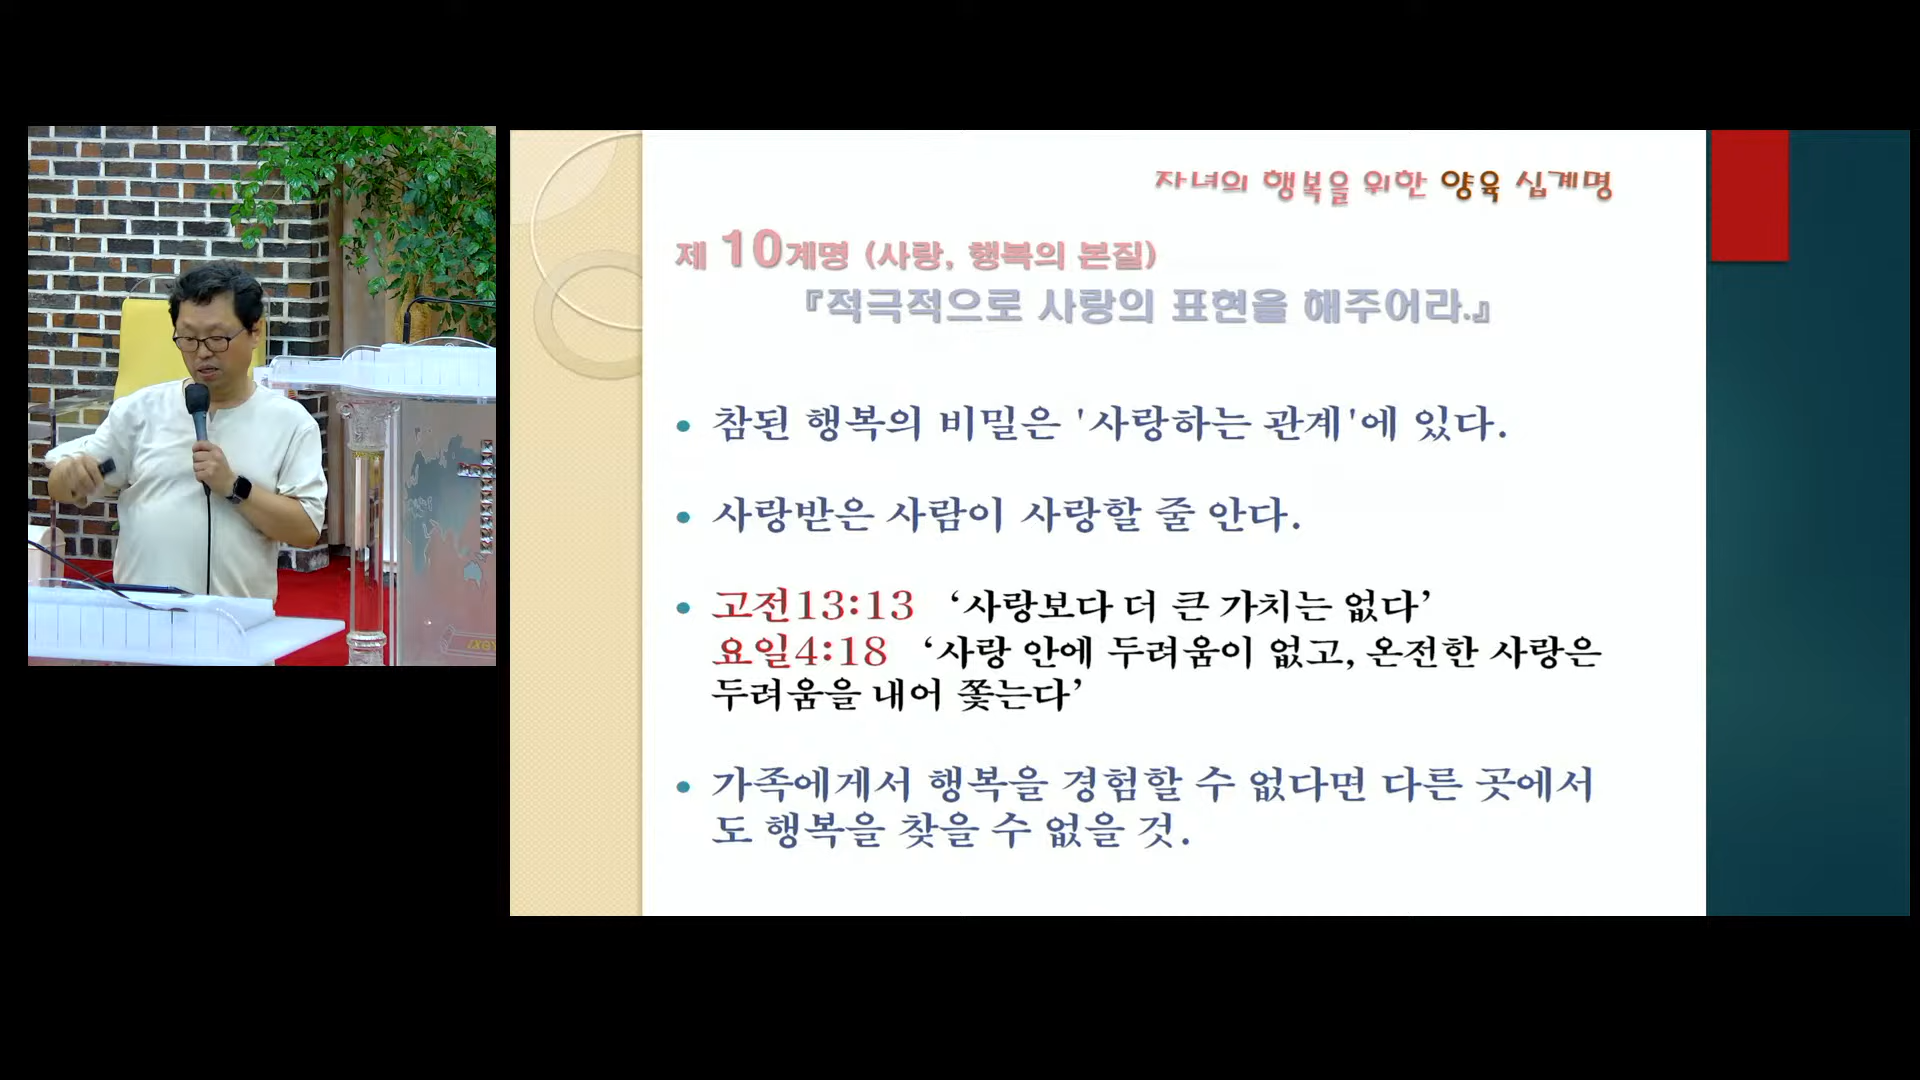 자녀의 행복을 위한 양육 십계명
제 10계명 (사랑, 행복의 본질)
『적극적으로 사랑의 표현을 해주어라.』
• 참된 행복의 비밀은 '사랑하는 관계'에 있다.
• 사랑받은 사람이 사랑할 줄 안다.
• 고전13:13 ‘사랑보다 더 큰 가치는 없다’
요일4:18 ‘사랑 안에 두려움이 없고, 온전한 사랑은
두려움을 내어 쫓는다’
• 가족에게서 행복을 경험할 수 없다면 다른 곳에서
도 행복을 찾을 수 없을 것.